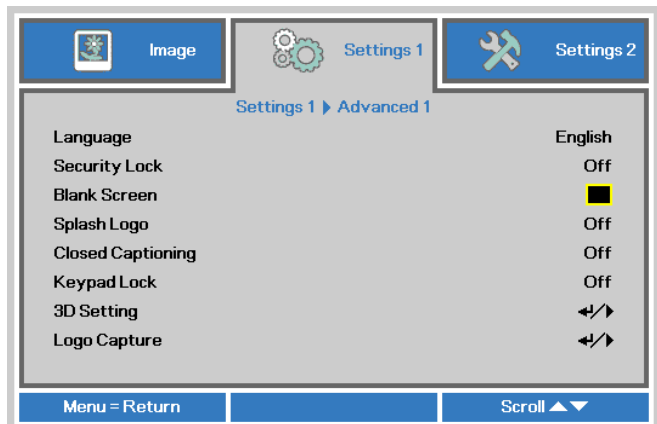 Image
Settings 1
Settings 2
Settings 1 Advanced 1
Language English
Security Lock Off
Blank Screen
Splash Logo Off
Closed Captioning Off
Keypad Lock Off
3D Setting ↵/▶
Logo Capture ↵/▶
Menu = Return Scroll ▲▼